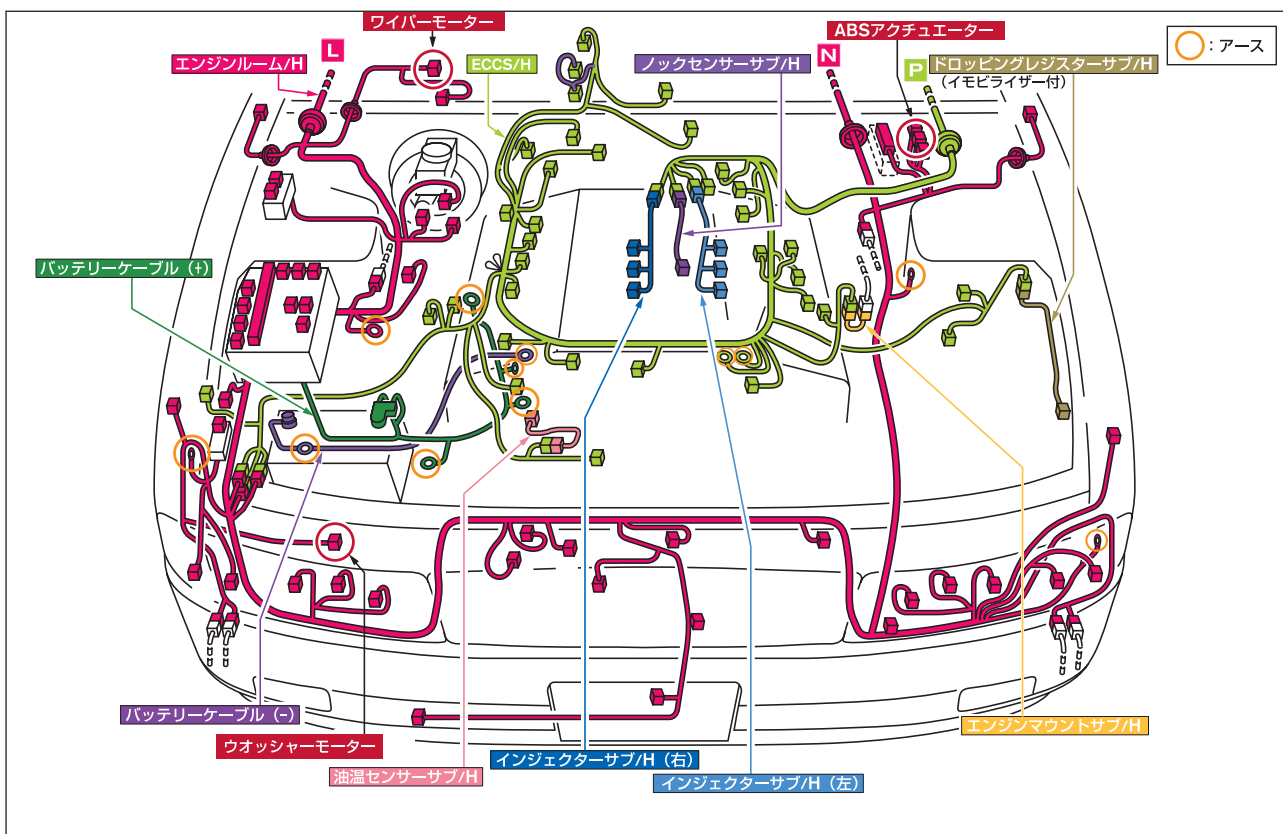 ワイパーモーター
L
エンジンルーム/H
ECCS/H
ノックセンサーサブ/H
ABSアクチュエーター
N
P
ドロッピングレジスターサブ/H
(イモビライザー付)
:アース
バッテリーケーブル (+)
バッテリーケーブル (−)
ウオッシャーモーター
油温センサーサブ/H
インジェクターサブ/H (右)
インジェクターサブ/H (左)
エンジンマウントサブ/H